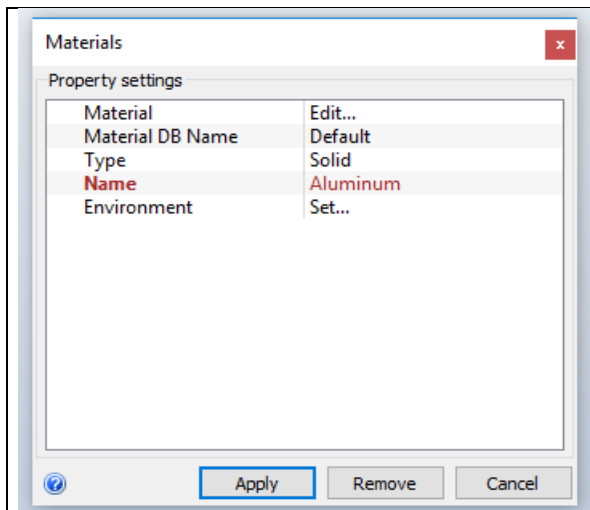 Materials
x
Property settings
Material Edit...
Material DB Name Default
Type Solid
Name Aluminum
Environment Set...
? Apply Remove Cancel